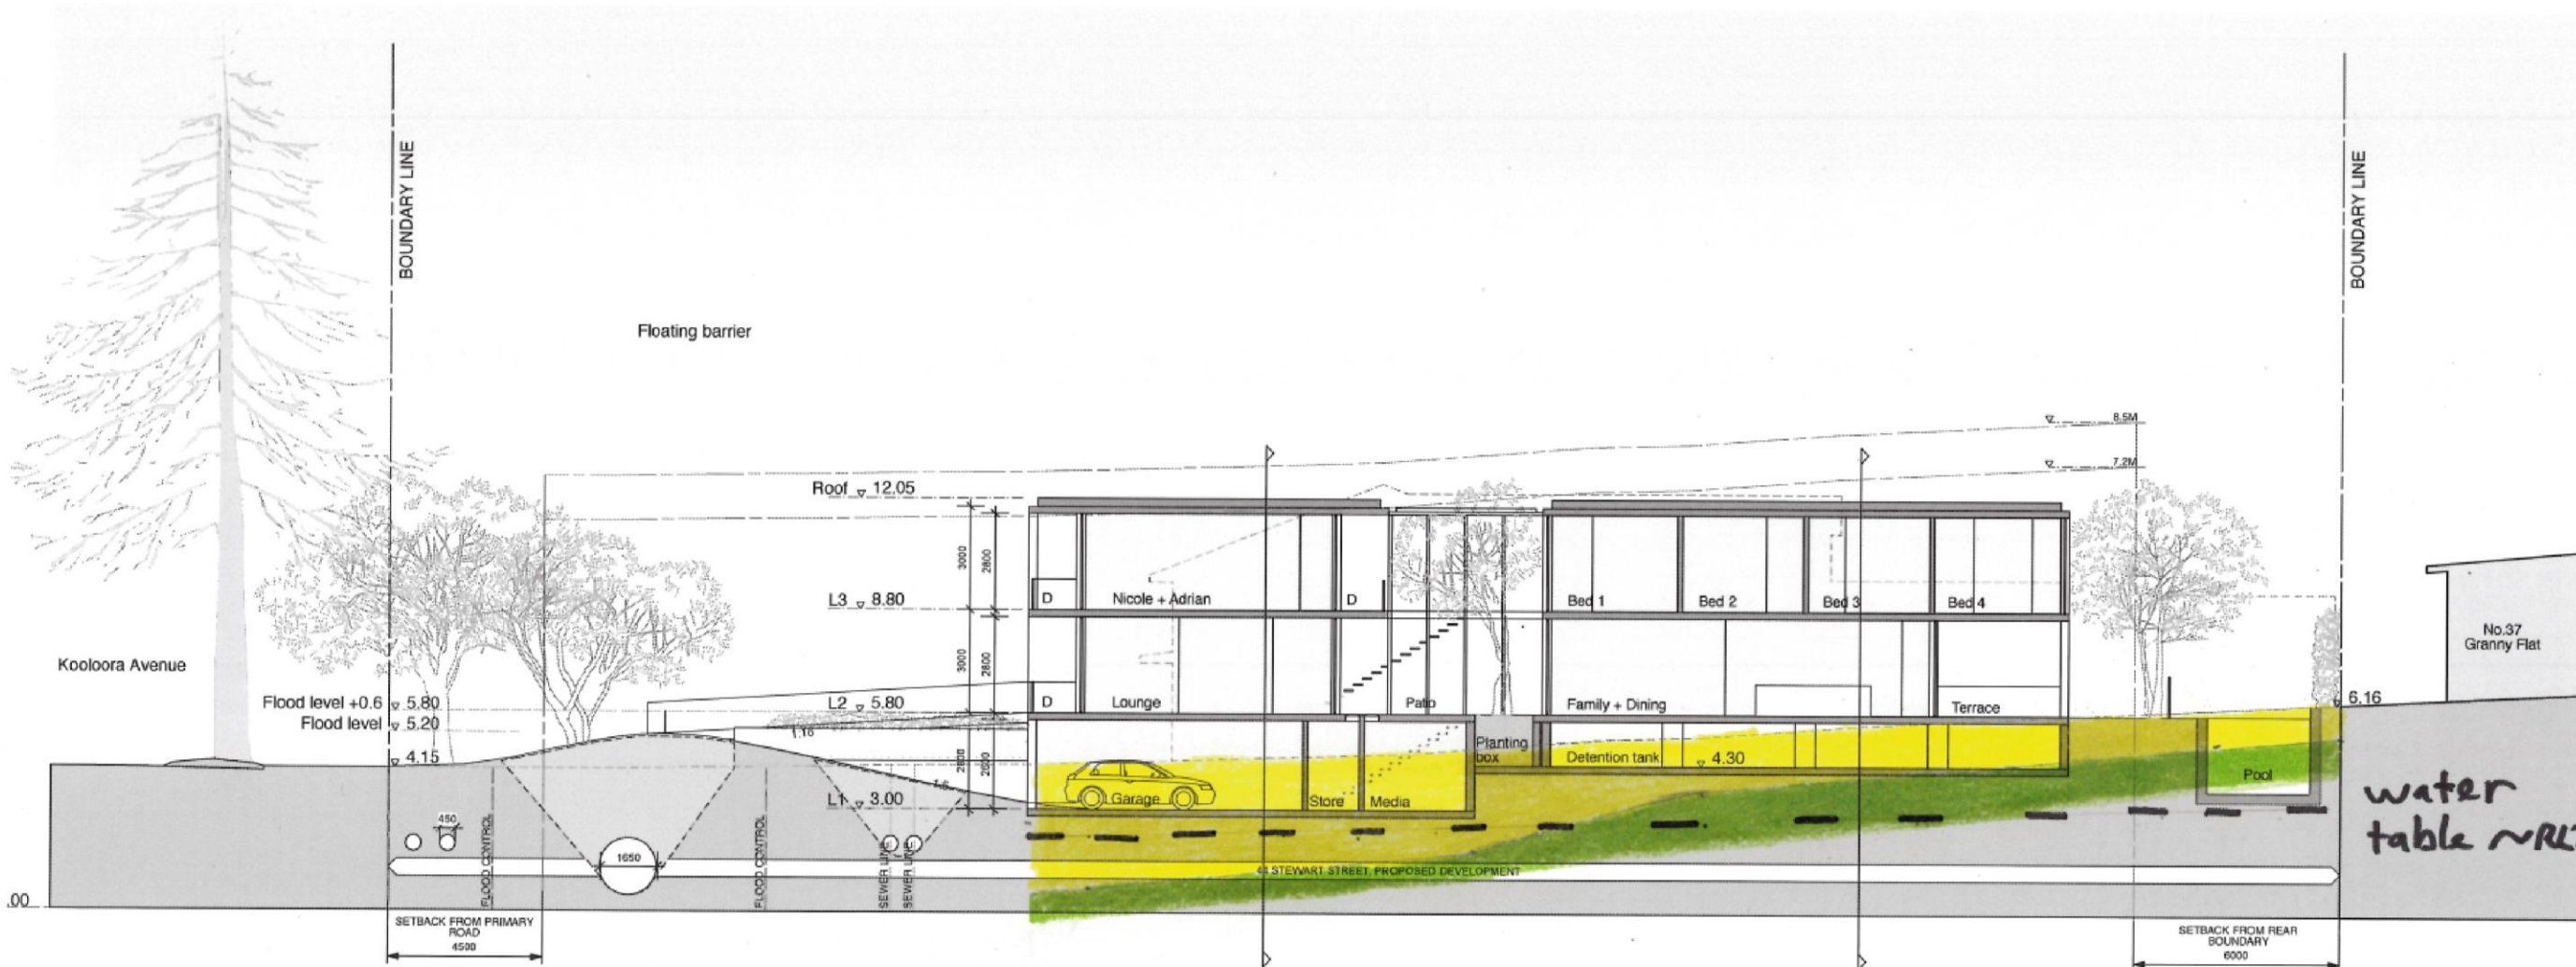 BOUNDARY LINE
BOUNDARY LINE
Floating barrier
8.5M
7.2M
Roof 12.05
3000
2800
L3 8.80
D
Nicole + Adrian
D
Bed 1
Bed 2
Bed 3
Bed 4
No.37
Granny Flat
Kooloora Avenue
3000
2800
Flood level +0.6 5.80
Flood level 5.20
4.15
L2 5.80
D
Lounge
Patio
Family + Dining
Terrace
6.16
Planting
box
Detention tank
4.30
L1 3.00
Garage
Store
Media
Pool
water
table
450
FLOOD CONTROL
1650
FLOOD CONTROL
SEWER LINE
SEWER LINE
44 STEWART STREET, PROPOSED DEVELOPMENT
.00
SETBACK FROM PRIMARY
ROAD
4500
SETBACK FROM REAR
BOUNDARY
6000